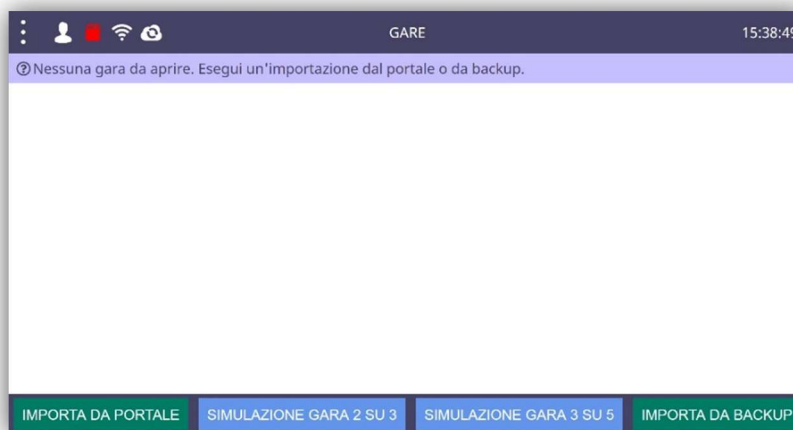 GARE
15:38:49
Nessuna gara da aprire. Esegui un'importazione dal portale o da backup.
IMPORTA DA PORTALE
SIMULAZIONE GARA 2 SU 3
SIMULAZIONE GARA 3 SU 5
IMPORTA DA BACKUP